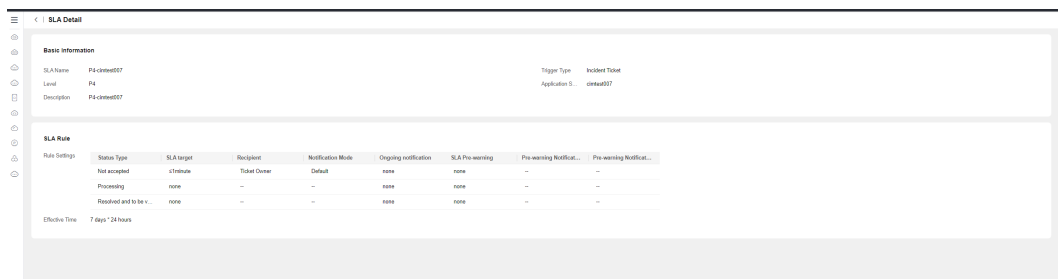 < | SLA Detail
Basic Information
SLA Name P4-cimtest007 Trigger Type Incident Ticket
Level P4 Application S... cimtest007
Description P4-cimtest007
SLA Rule
Rule Settings Status Type SLA target Recipient Notification Mode Ongoing notification SLA Pre-warning Pre-warning Notificat... Pre-warning Notificat...
Not accepted ≤1minute Ticket Owner Default none none -- --
Processing none -- -- none none -- --
Resolved and to be v... none -- -- none none -- --
Effective Time 7 days * 24 hours